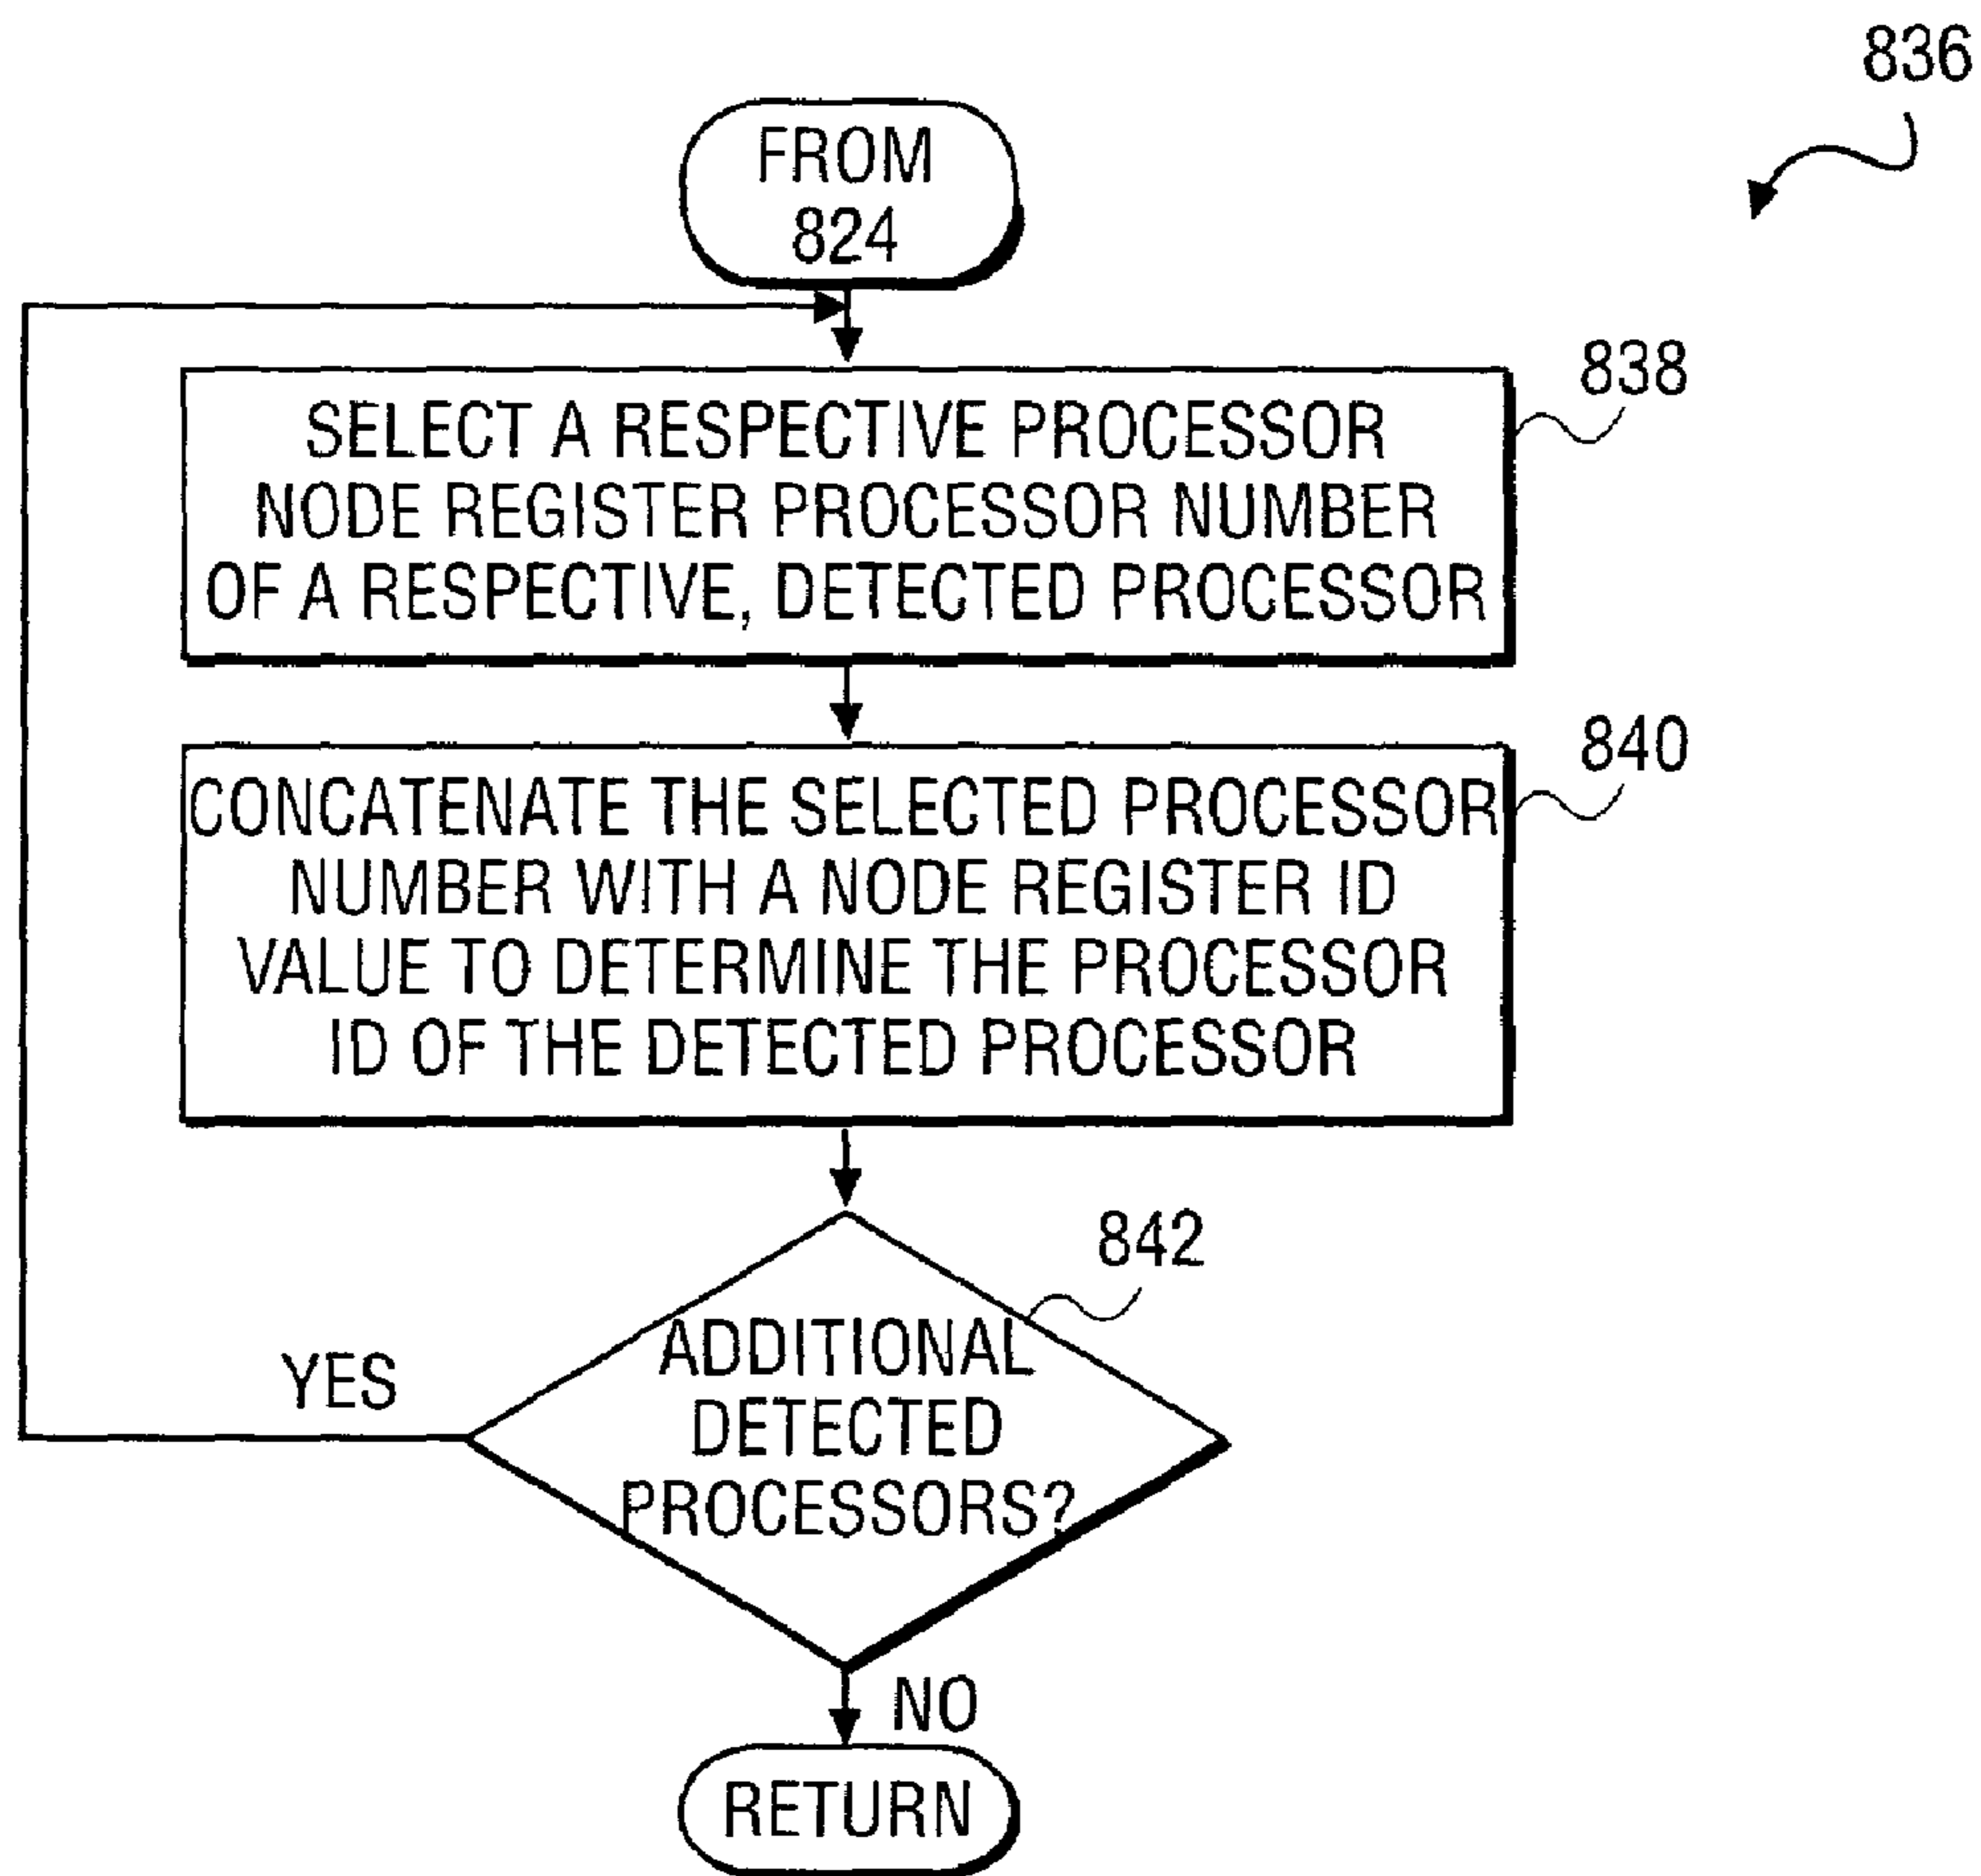 836
FROM
824
838
SELECT A RESPECTIVE PROCESSOR
NODE REGISTER PROCESSOR NUMBER
OF A RESPECTIVE, DETECTED PROCESSOR
840
CONCATENATE THE SELECTED PROCESSOR
NUMBER WITH A NODE REGISTER ID
VALUE TO DETERMINE THE PROCESSOR
ID OF THE DETECTED PROCESSOR
842
ADDITIONAL
DETECTED
PROCESSORS?
YES
NO
RETURN